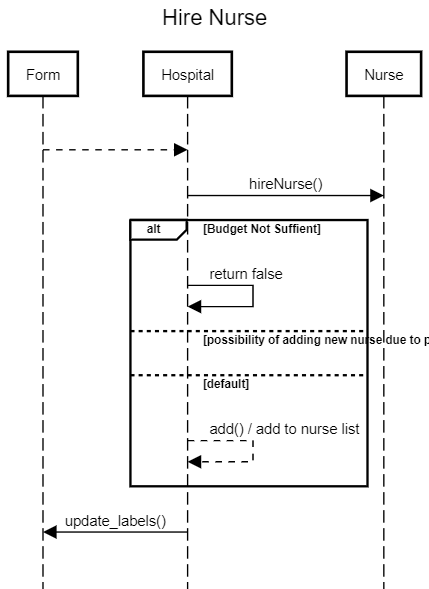 Hire Nurse
Form
Hospital
Nurse
hireNurse()
alt
[Budget Not Suffient]
return false
[possibility of adding new nurse due to p
[default]
add() / add to nurse list
update_labels()